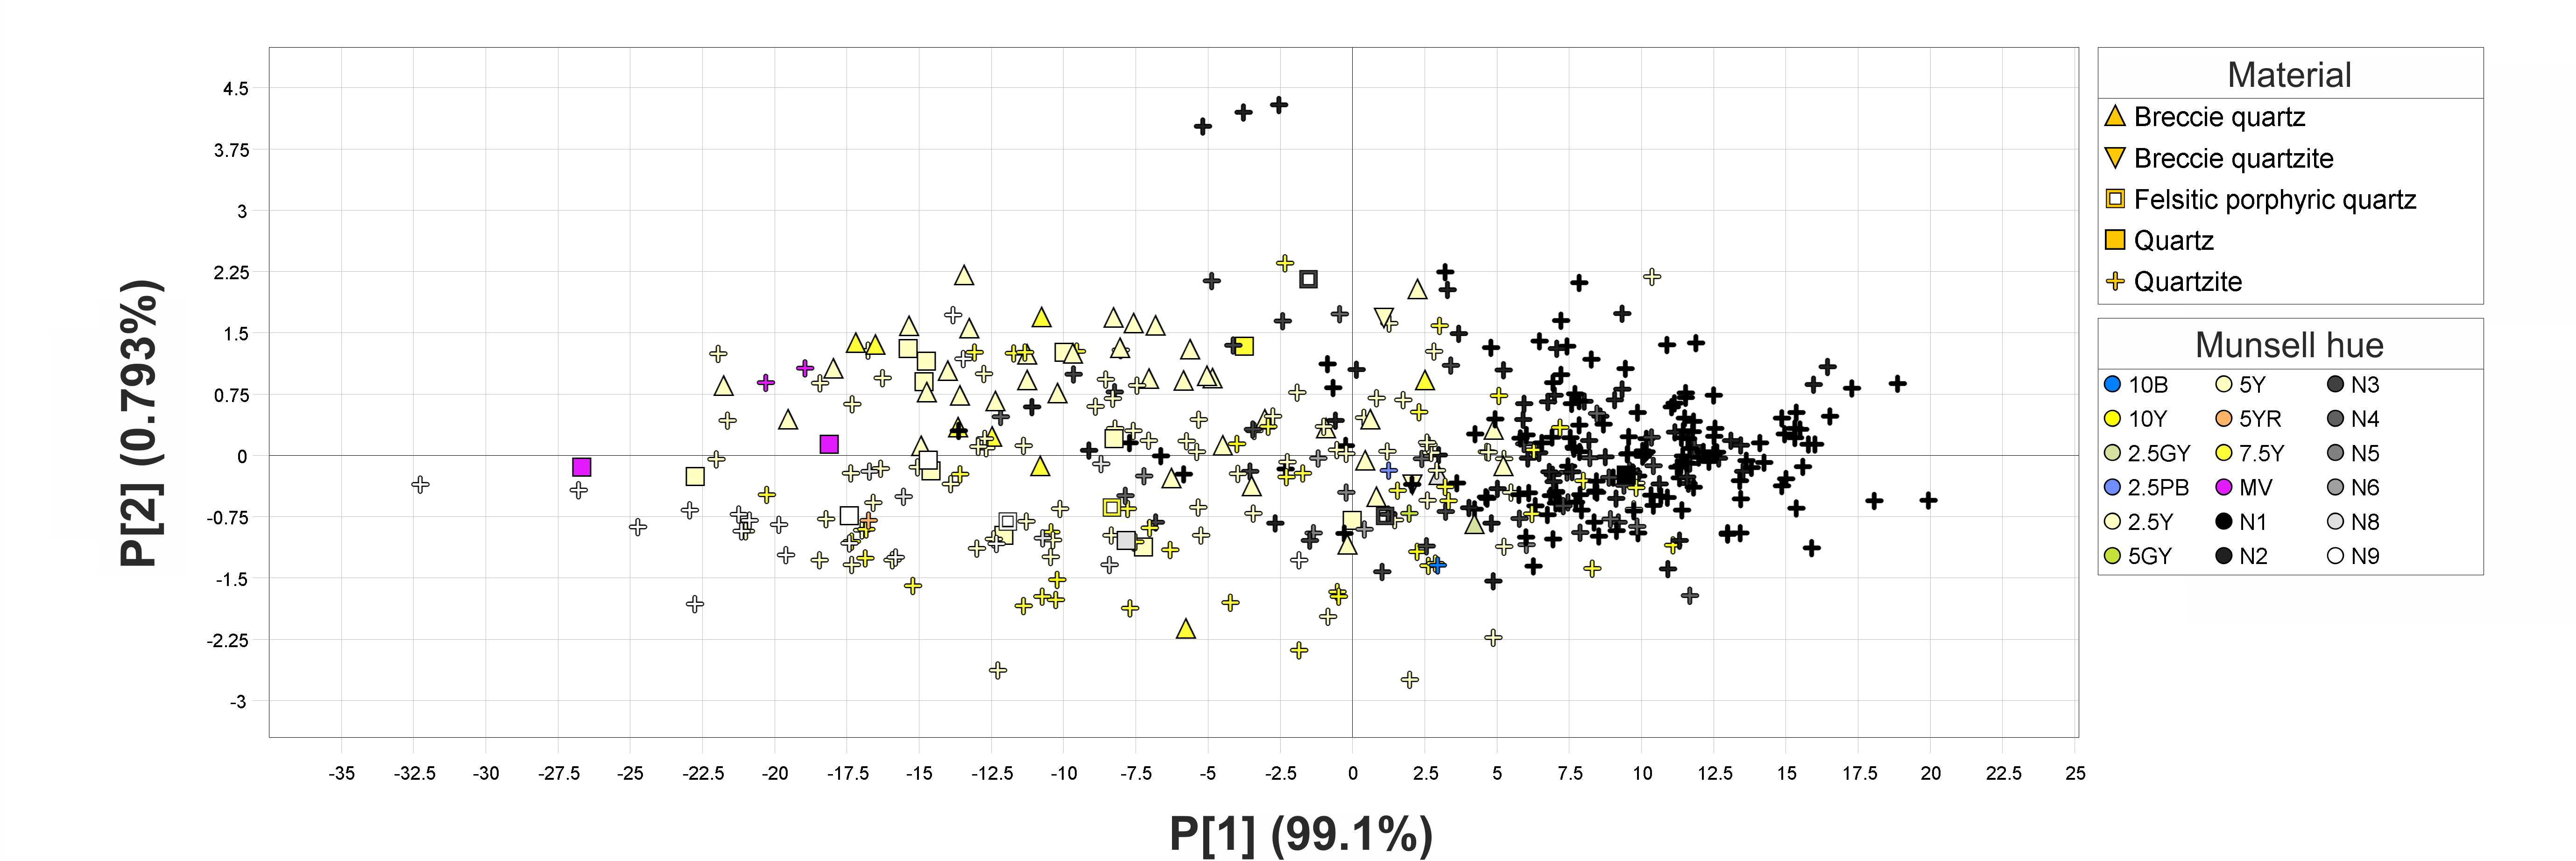 4.5
3.75
3
2.25
1.5
0.75
0
-0.75
-1.5
-2.25
-3
P[2] (0.793%)
-35 -32.5 -30 -27.5 -25 -22.5 -20 -17.5 -15 -12.5 -10 -7.5 -5 -2.5 0 2.5 5 7.5 10 12.5 15 17.5 20 22.5 25
P[1] (99.1%)
Material
Breccie quartz
Breccie quartzite
Felsitic porphyric quartz
Quartz
Quartzite
Munsell hue
10B 5Y N3
10Y 5YR N4
2.5GY 7.5Y N5
2.5PB MV N6
2.5Y N1 N8
5GY N2 N9